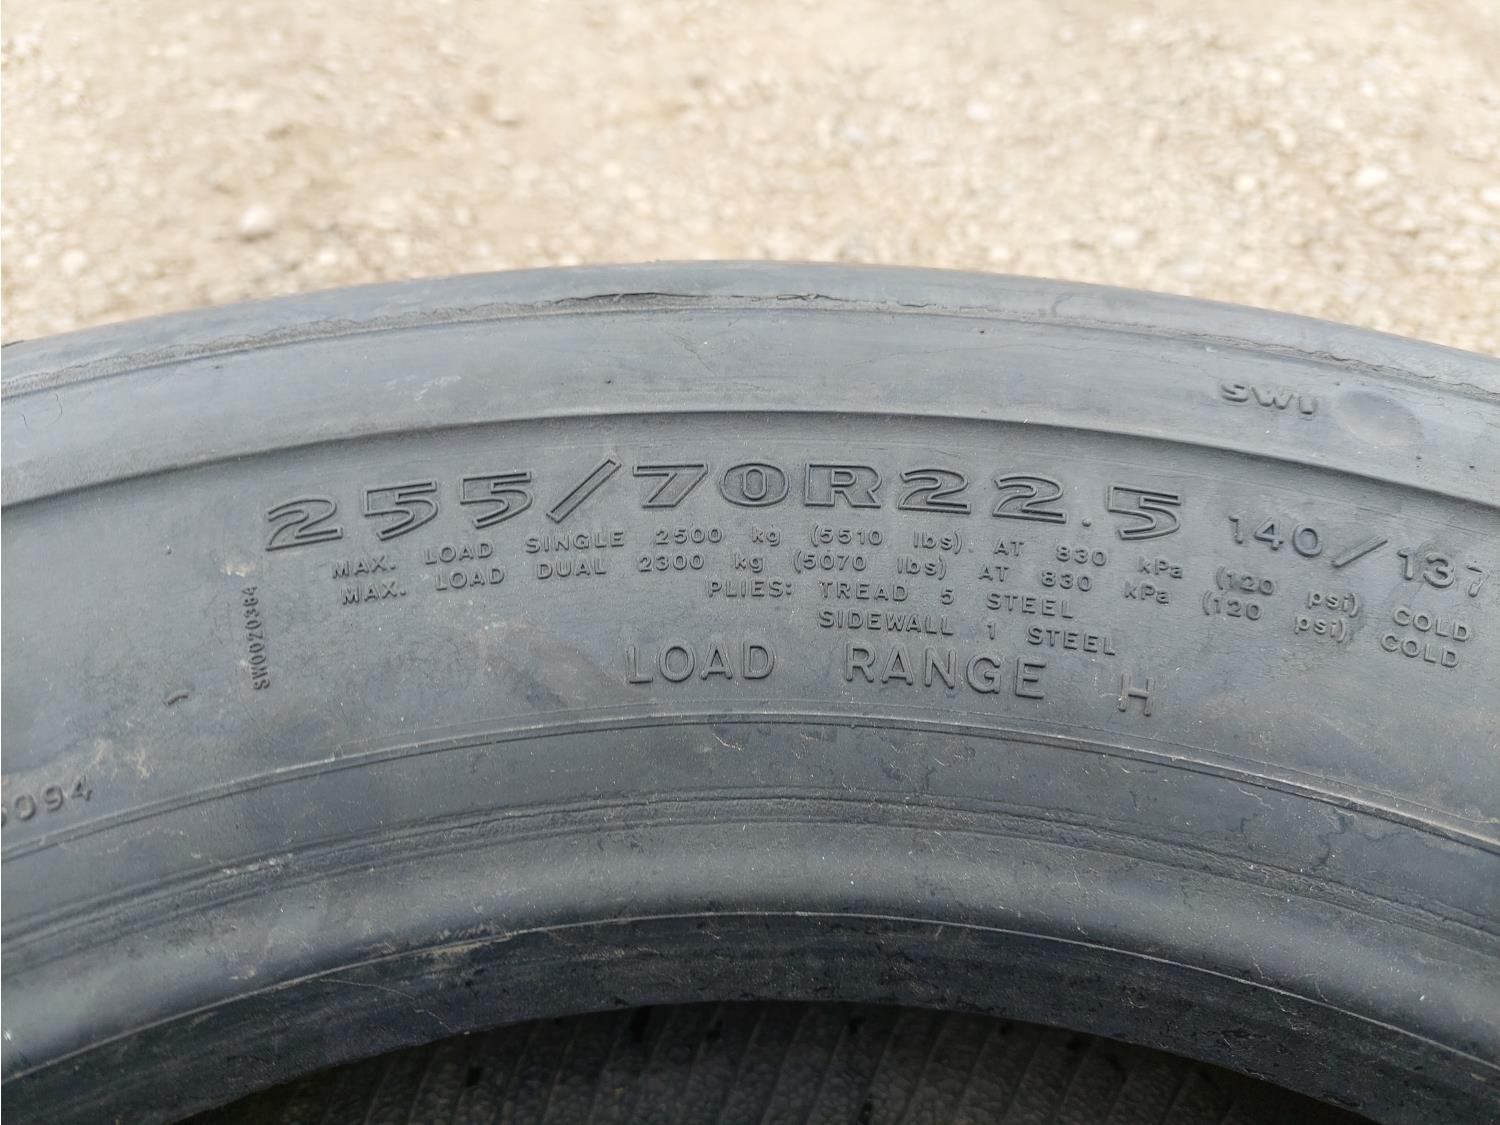 SWI
255/70R22.5 140/137
MAX. LOAD SINGLE 2500 kg (5510 lbs). AT 830 kPa (120 psi) COLD
MAX. LOAD DUAL 2300 kg (5070 lbs) AT 830 kPa (120 psi) COLD
PLIES: TREAD 5 STEEL
SIDEWALL 1 STEEL
LOAD RANGE H
SW0020384
094